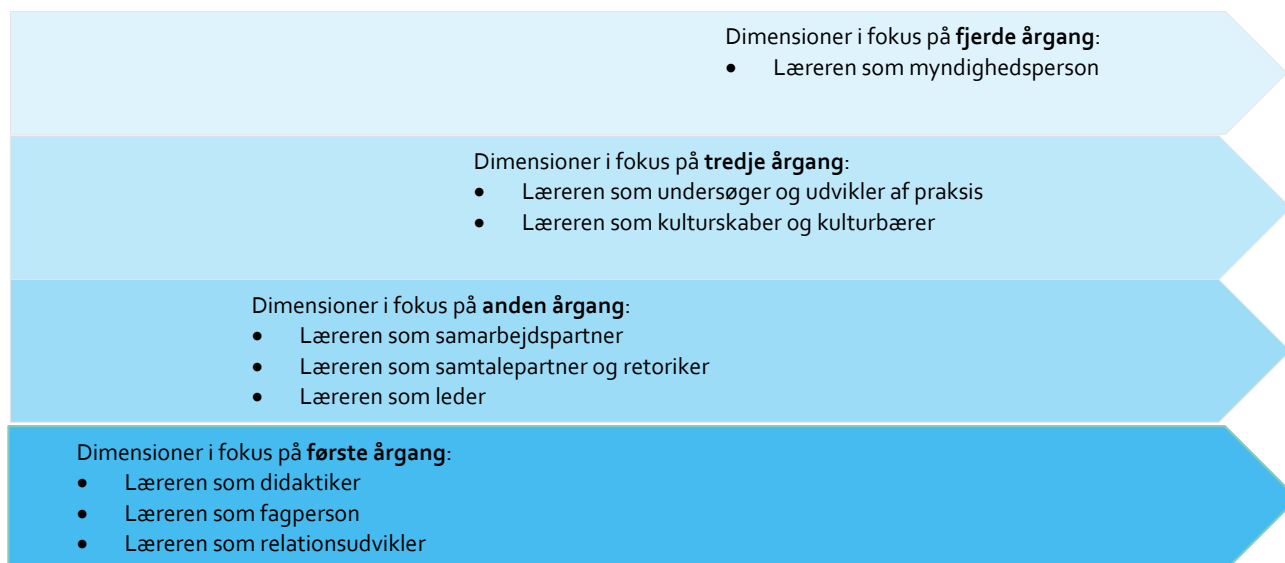 Dimensioner i fokus på fjerde årgang:
• Læreren som myndighedsperson
Dimensioner i fokus på tredje årgang:
• Læreren som undersøger og udvikler af praksis
• Læreren som kulturskaber og kulturbærer
Dimensioner i fokus på anden årgang:
• Læreren som samarbejdspartner
• Læreren som samtalepartner og retoriker
• Læreren som leder
Dimensioner i fokus på første årgang:
• Læreren som didaktiker
• Læreren som fagperson
• Læreren som relationsudvikler